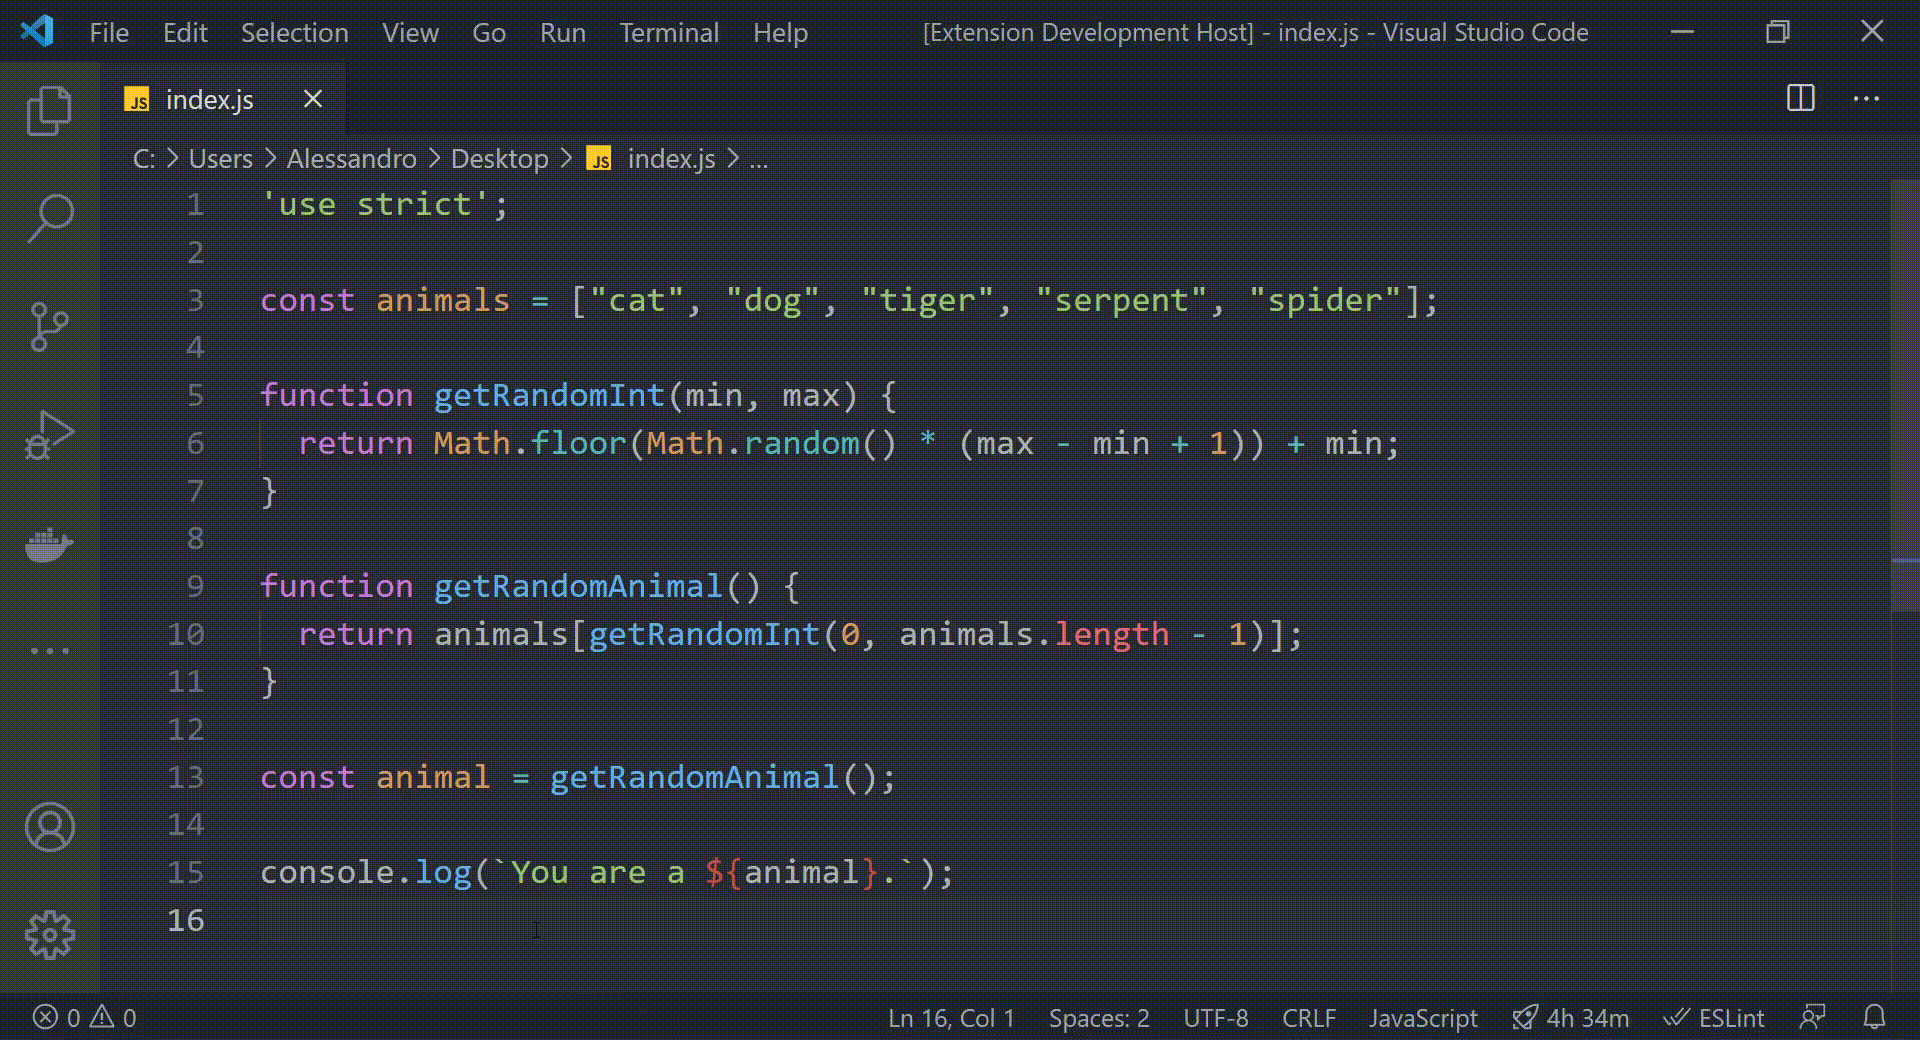 File Edit Selection View Go Run Terminal Help [Extension Development Host] - index.js - Visual Studio Code
JS index.js
C: > Users > Alessandro > Desktop > JS index.js > ...
1 'use strict';
2
3 const animals = ["cat", "dog", "tiger", "serpent", "spider"];
4
5 function getRandomInt(min, max) {
6 return Math.floor(Math.random() * (max - min + 1)) + min;
7 }
8
9 function getRandomAnimal() {
10 return animals[getRandomInt(0, animals.length - 1)];
11 }
12
13 const animal = getRandomAnimal();
14
15 console.log(`You are a ${animal}.`);
16
0 0 Ln 16, Col 1 Spaces: 2 UTF-8 CRLF JavaScript 4h 34m ESLint